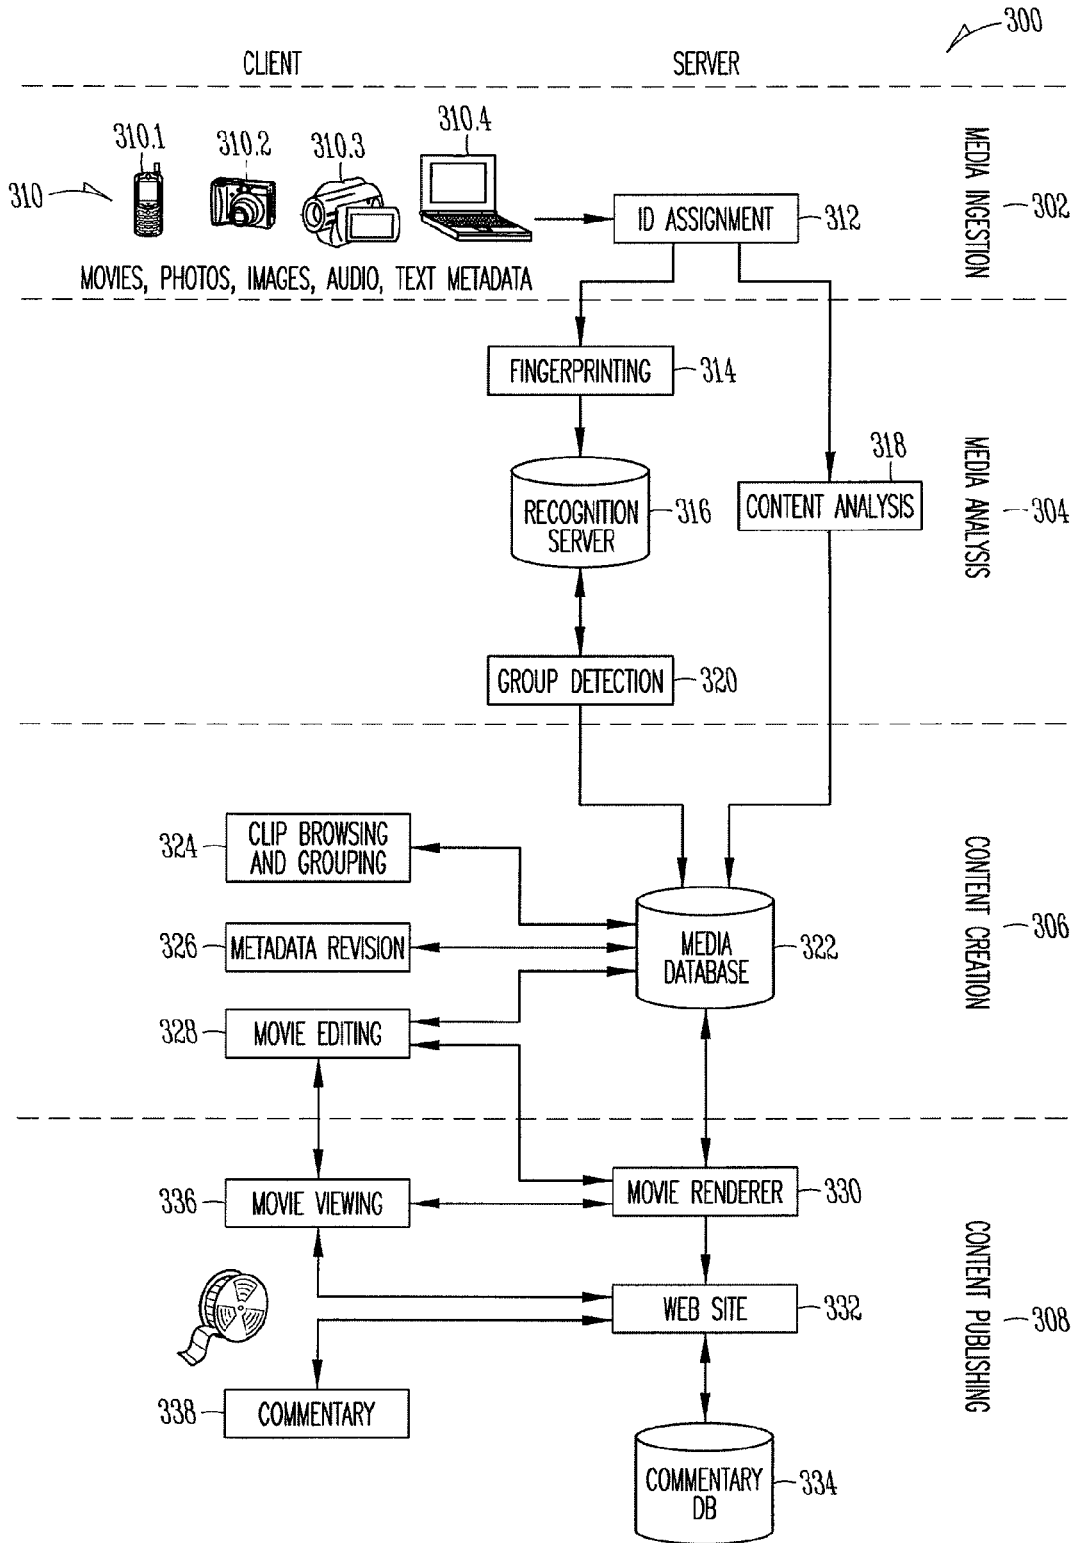 300
CLIENT
SERVER
310
310.1
310.2
310.3
310.4
ID ASSIGNMENT
312
MOVIES, PHOTOS, IMAGES, AUDIO, TEXT METADATA
MEDIA INGESTION
302
FINGERPRINTING
314
RECOGNITION
SERVER
316
318
CONTENT ANALYSIS
GROUP DETECTION
320
MEDIA ANALYSIS
304
324
CLIP BROWSING
AND GROUPING
326
METADATA REVISION
328
MOVIE EDITING
MEDIA
DATABASE
322
CONTENT CREATION
306
336
MOVIE VIEWING
MOVIE RENDERER
330
WEB SITE
332
338
COMMENTARY
COMMENTARY
DB
334
CONTENT PUBLISHING
308